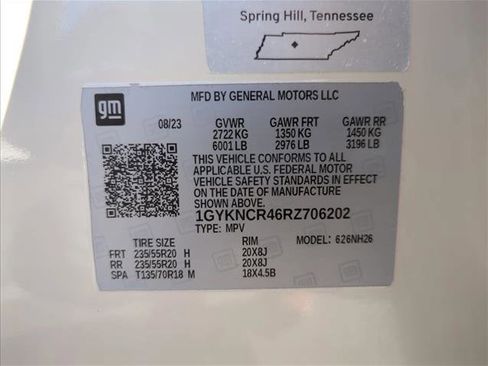 Spring Hill, Tennessee
gm
MFD BY GENERAL MOTORS LLC
08/23 GVWR GAWR FRT GAWR RR
2722 KG 1350 KG 1450 KG
6001 LB 2976 LB 3196 LB
THIS VEHICLE CONFORMS TO ALL
APPLICABLE U.S. FEDERAL MOTOR
VEHICLE SAFETY STANDARDS IN EFFECT
ON THE DATE OF MANUFACTURE
SHOWN ABOVE.
1GYKNCR46RZ706202
TYPE: MPV MODEL: 626NH26
TIRE SIZE RIM
FRT 235/55R20 H 20X8J
RR 235/55R20 H 20X8J
SPA T135/70R18 M 18X4.5B